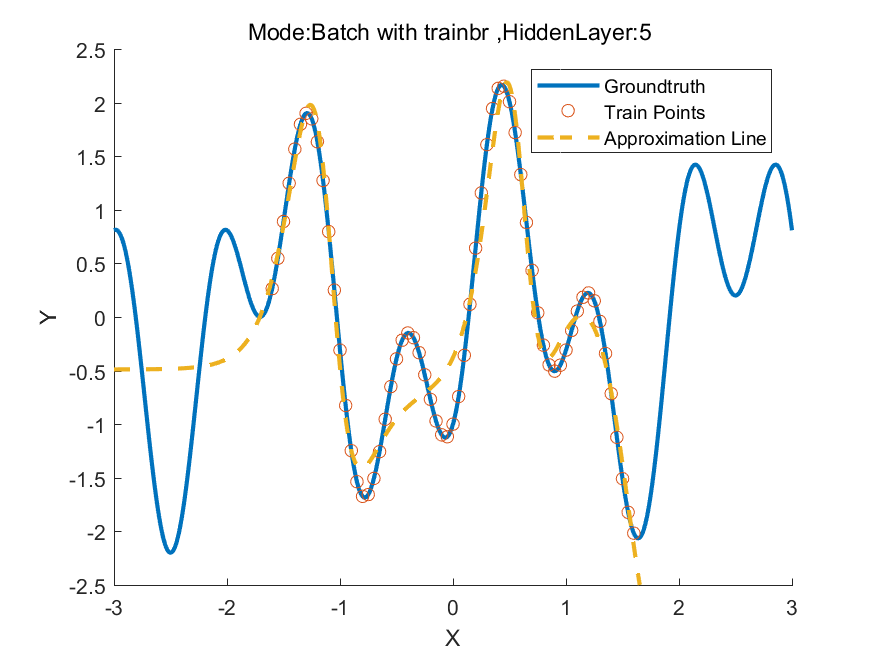 Mode:Batch with trainbr ,HiddenLayer:5
2.5
2
1.5
1
0.5
0
-0.5
-1
-1.5
-2
-2.5
Y
Groundtruth
Train Points
Approximation Line
-3 -2 -1 0 1 2 3
X